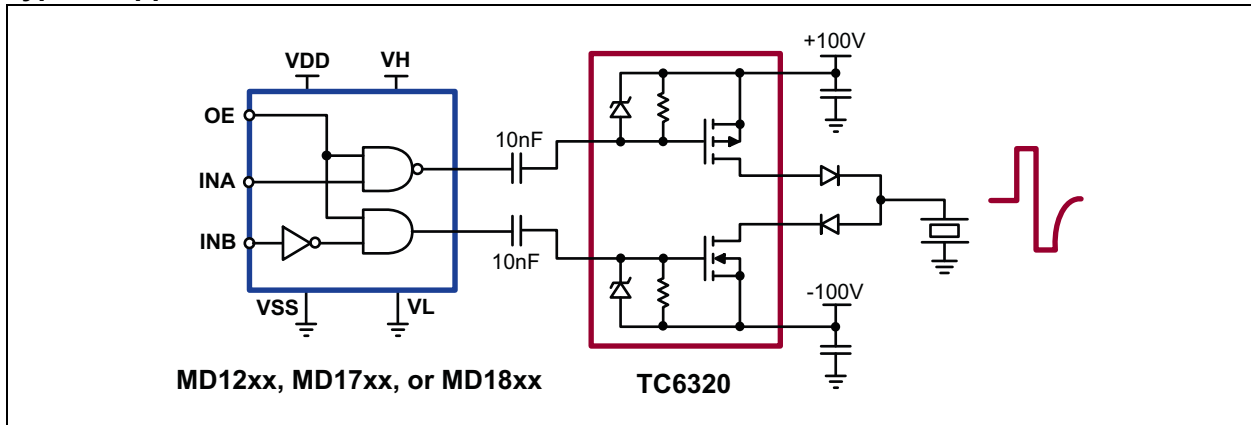 VDD
VH
+100V
OE
10nF
INA
INB
10nF
-100V
VSS
VL
MD12xx, MD17xx, or MD18xx
TC6320